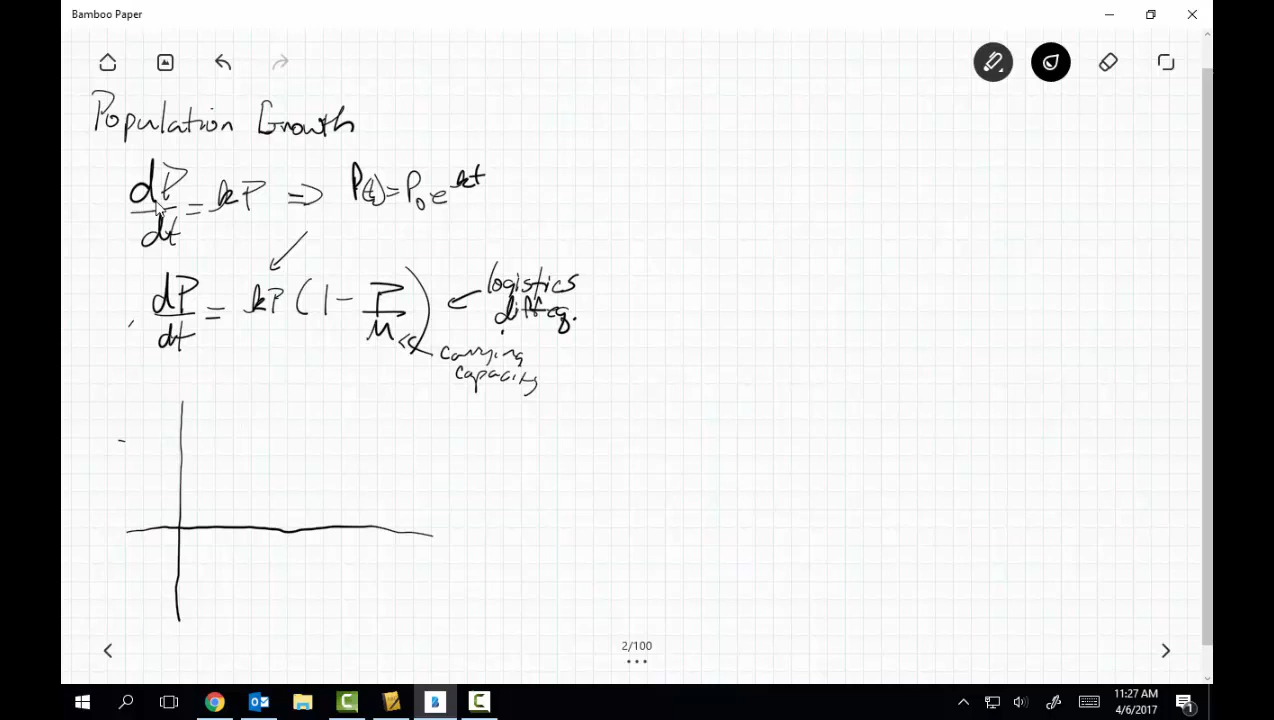 Bamboo Paper
Population Growth
dP/dt = kP ⇒ P(t) = P₀e^kt
dP/dt = kP(1 - P/M) ← logistics
diff eq.
carrying
capacity
2/100
11:27 AM
4/6/2017
1